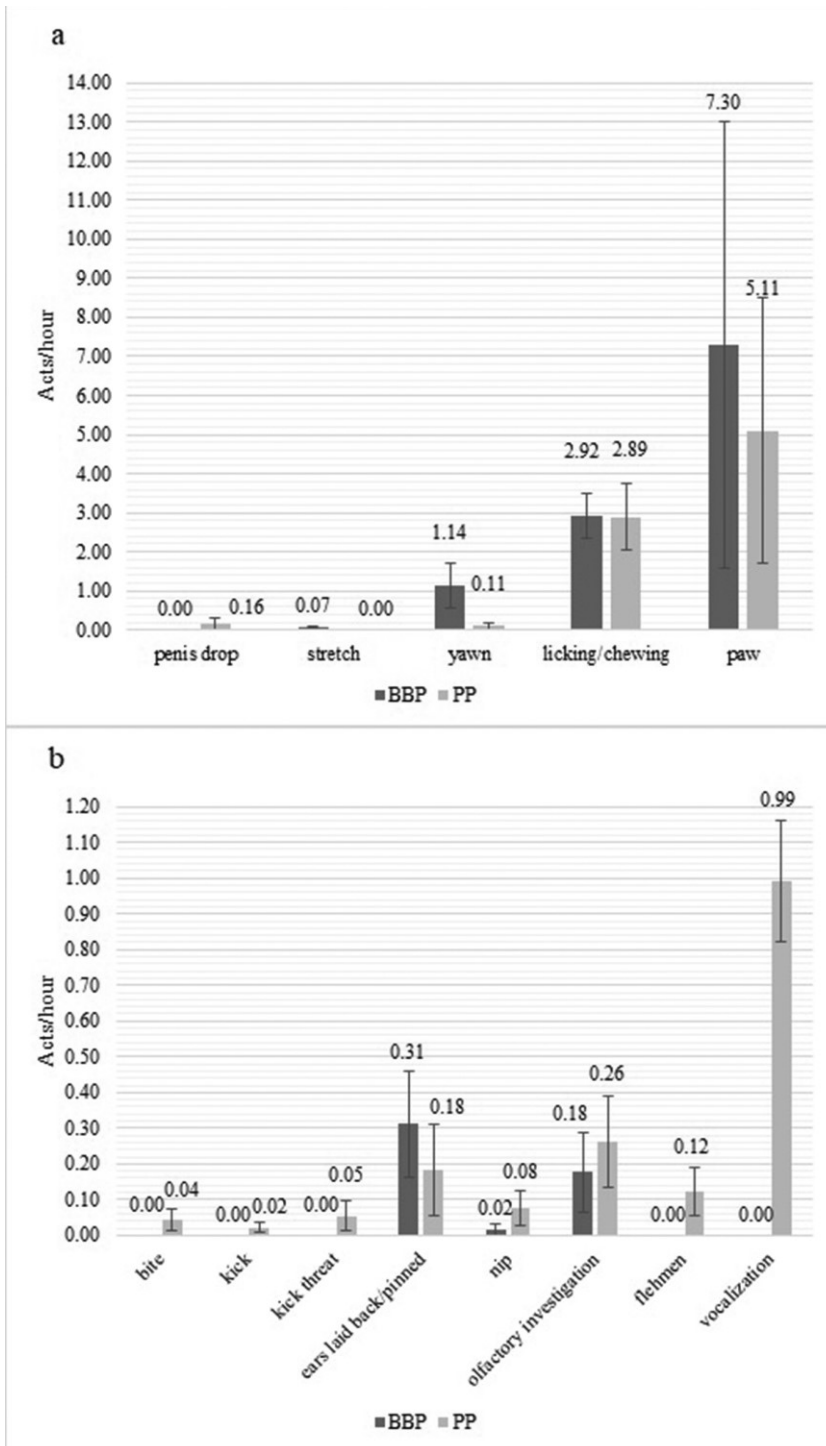 a
14.00
13.00
12.00
11.00
10.00
9.00
8.00
7.00
6.00
5.00
4.00
3.00
2.00
1.00
0.00
Acts/hour
0.00 0.16 0.07 0.00 1.14 0.11 2.92 2.89 7.30 5.11
penis drop stretch yawn licking/chewing paw
BBP PP
b
1.20
1.10
1.00
0.90
0.80
0.70
0.60
0.50
0.40
0.30
0.20
0.10
0.00
Acts/hour
0.00 0.04 0.00 0.02 0.00 0.05 0.31 0.18 0.02 0.08 0.18 0.26 0.00 0.12 0.00 0.99
bite
kick
kick threat
ears laid back/pinned
nip
olfactory investigation
flehmen
vocalization
BBP PP